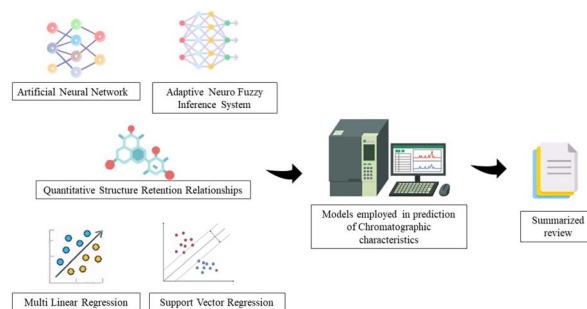 Artificial Neural Network
Adaptive Neuro Fuzzy
Inference System
Quantitative Structure Retention Relationships
Models employed in prediction
of Chromatographic
characteristics
Summarized
review
Multi Linear Regression
Support Vector Regression